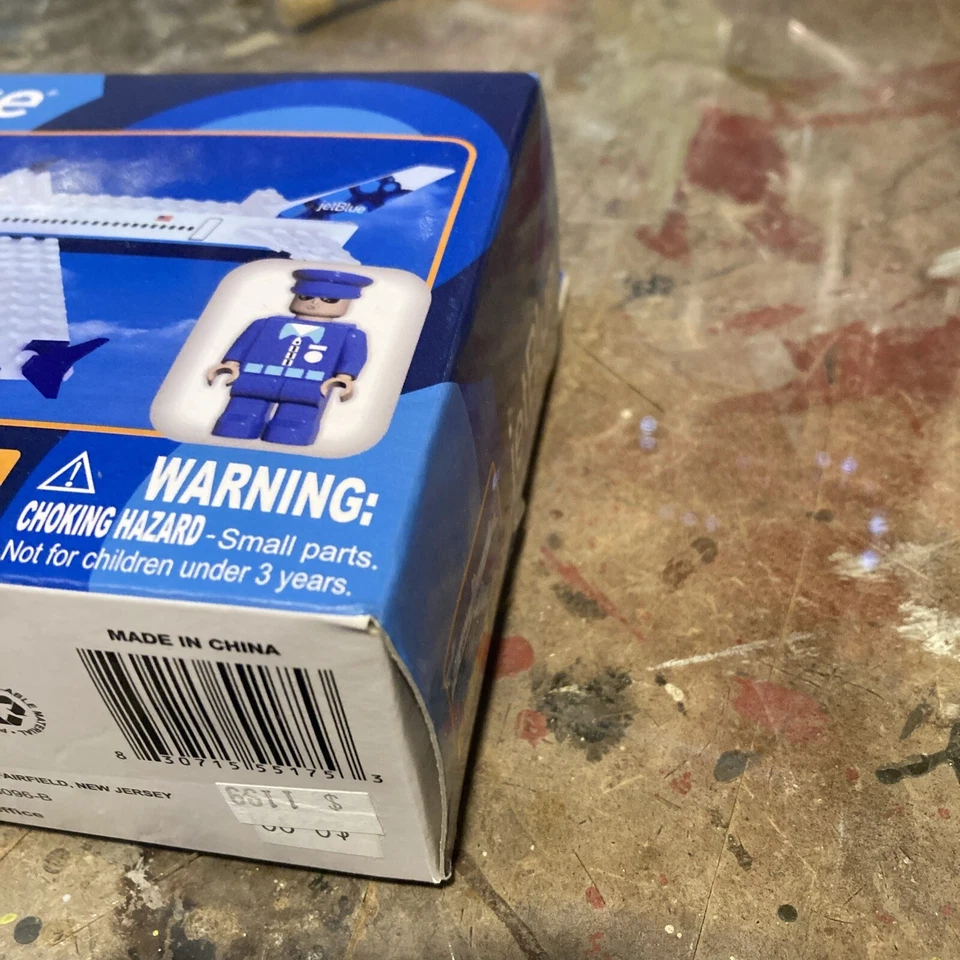 jetBlue
WARNING:
CHOKING HAZARD - Small parts.
Not for children under 3 years.
MADE IN CHINA
8 30715 55175 3
FAIRFIELD, NEW JERSEY
$ 1199